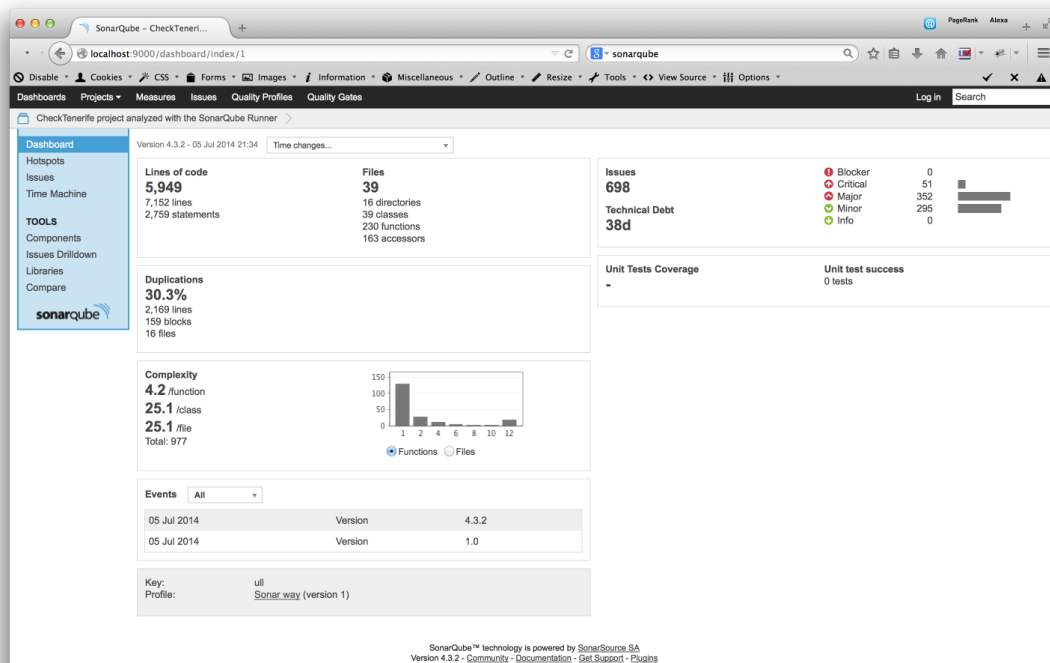 SonarQube - CheckTeneri...
PageRank Alexa
localhost:9000/dashboard/index/1
sonarqube
Disable Cookies CSS Forms Images Information Miscellaneous Outline Resize Tools View Source Options
Dashboards Projects Measures Issues Quality Profiles Quality Gates Log in Search
CheckTenerife project analyzed with the SonarQube Runner
Dashboard
Hotspots
Issues
Time Machine
TOOLS
Components
Issues Drilldown
Libraries
Compare
sonarqube
Version 4.3.2 - 05 Jul 2014 21:34 Time changes...
Lines of code
5,949
7,152 lines
2,759 statements
Files
39
16 directories
39 classes
230 functions
163 accessors
Duplications
30.3%
2,169 lines
159 blocks
16 files
Complexity
4.2 /function
25.1 /class
25.1 /file
Total: 977
150
100
50
0
1 2 4 6 8 10 12
Functions Files
Events All
05 Jul 2014 Version 4.3.2
05 Jul 2014 Version 1.0
Key: ull
Profile: Sonar way (version 1)
Issues
698
Technical Debt
38d
Blocker 0
Critical 51
Major 352
Minor 295
Info 0
Unit Tests Coverage
-
Unit test success
0 tests
SonarQube™ technology is powered by SonarSource SA
Version 4.3.2 - Community - Documentation - Get Support - Plugins